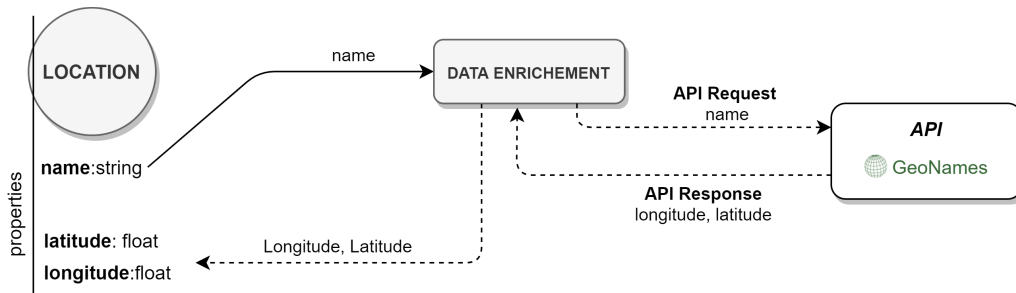 LOCATION
name
DATA ENRICHEMENT
API Request
name
API
GeoNames
name:string
properties
API Response
longitude, latitude
latitude: float
Longitude, Latitude
longitude:float